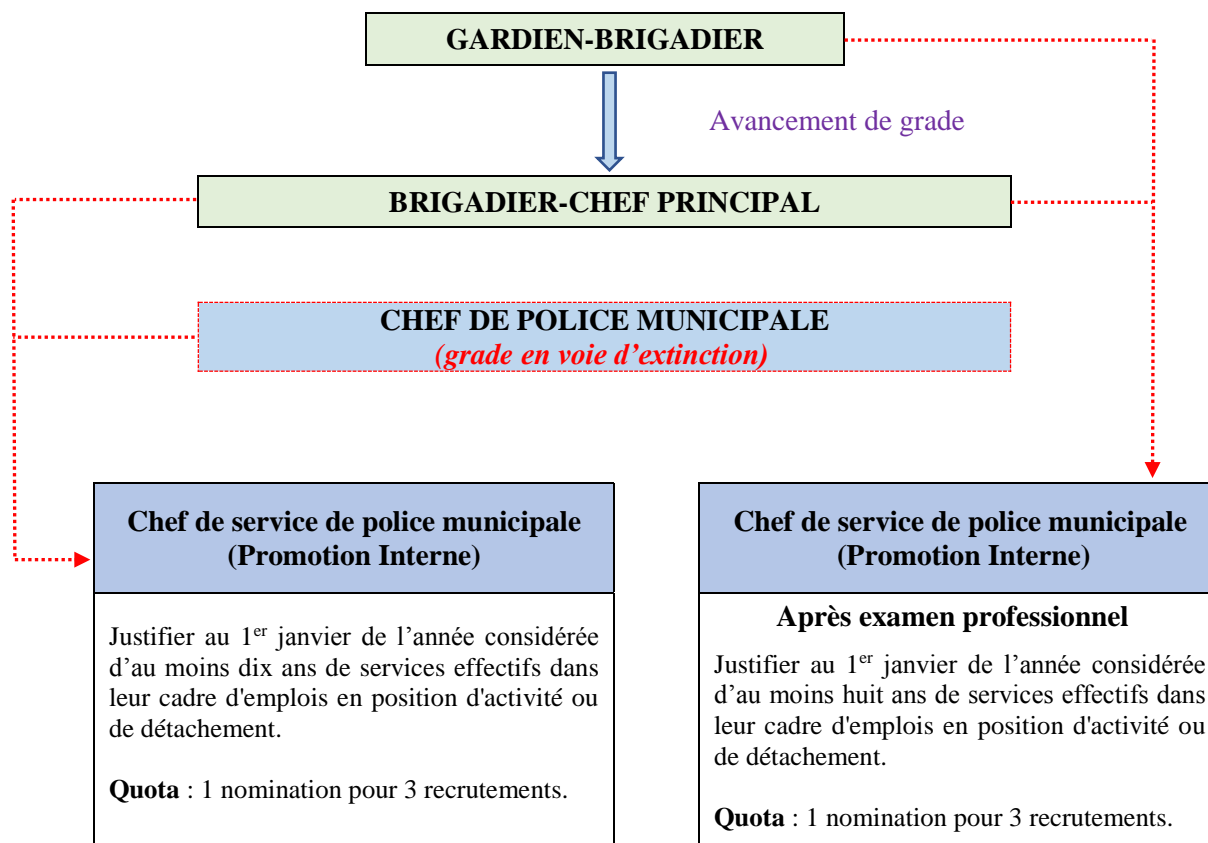 GARDIEN-BRIGADIER
Avancement de grade
BRIGADIER-CHEF PRINCIPAL
CHEF DE POLICE MUNICIPALE
(grade en voie d’extinction)
Chef de service de police municipale
(Promotion Interne)
Justifier au 1er janvier de l’année considérée
d’au moins dix ans de services effectifs dans
leur cadre d'emplois en position d'activité ou
de détachement.
Quota : 1 nomination pour 3 recrutements.
Chef de service de police municipale
(Promotion Interne)
Après examen professionnel
Justifier au 1er janvier de l’année considérée
d’au moins huit ans de services effectifs dans
leur cadre d'emplois en position d'activité ou
de détachement.
Quota : 1 nomination pour 3 recrutements.